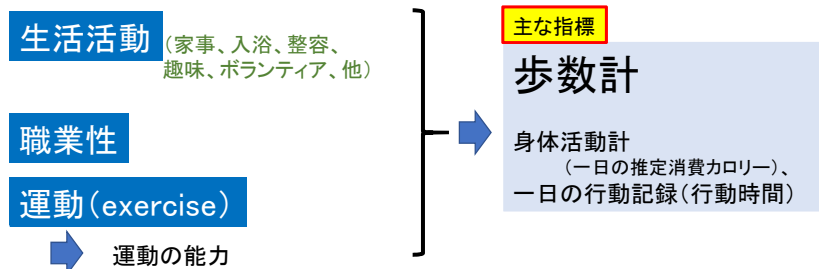 生活活動
(家事、入浴、整容、
趣味、ボランティア、他)
職業性
運動(exercise)
運動の能力
主な指標
歩数計
身体活動計
(一日の推定消費カロリー)、
一日の行動記録(行動時間)